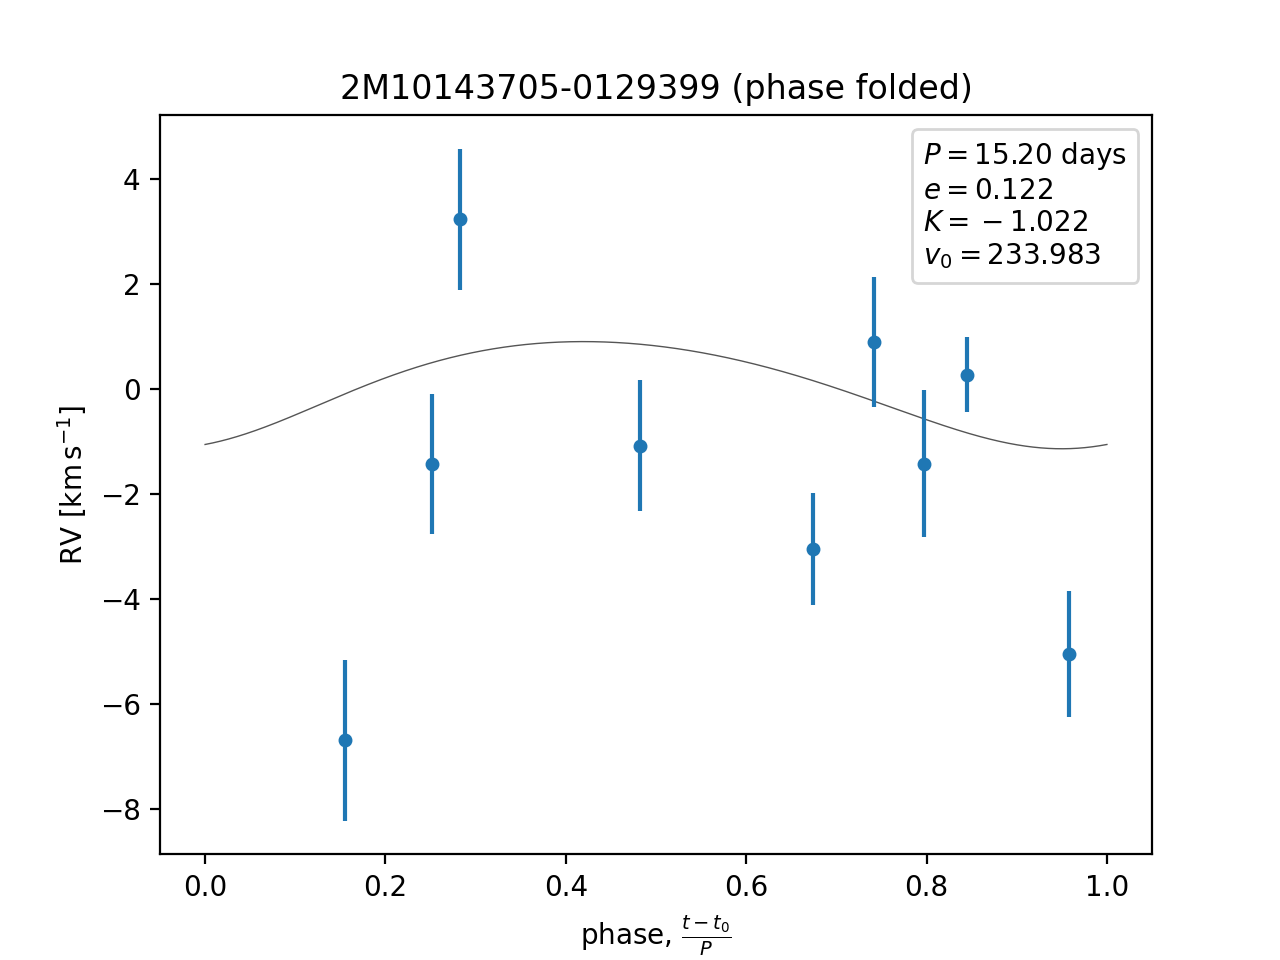 2M10143705-0129399 (phase folded)
P = 15.20 days
e = 0.122
K = −1.022
v₀ = 233.983
4
2
0
−2
−4
−6
−8
RV [km s⁻¹]
0.0 0.2 0.4 0.6 0.8 1.0
phase, (t − t₀)/P